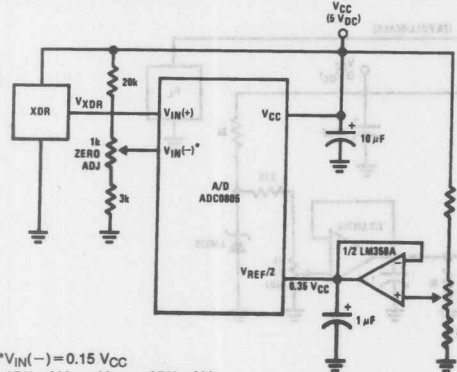 VCC
(5 VDC)
20k
XDR
VXDR
VIN(+)
VCC
10 µF
1k
ZERO
ADJ
VIN(−)*
A/D
ADC0805
3k
1/2 LM358A
VREF/2
0.35 VCC
1 µF
*VIN(−)=0.15 VCC